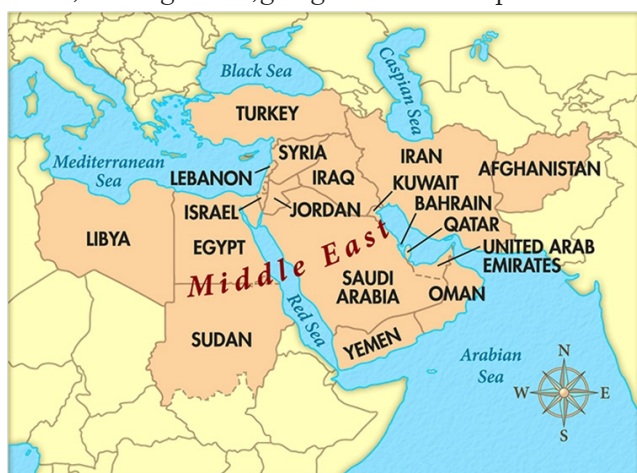 Black Sea
Caspian Sea
TURKEY
Mediterranean
Sea
SYRIA
LEBANON
IRAQ
IRAN
AFGHANISTAN
KUWAIT
BAHRAIN
ISRAEL
JORDAN
QATAR
LIBYA
EGYPT
UNITED ARAB
EMIRATES
Middle East
SAUDI
ARABIA
OMAN
Red Sea
SUDAN
YEMEN
Arabian
Sea
N
W
E
S